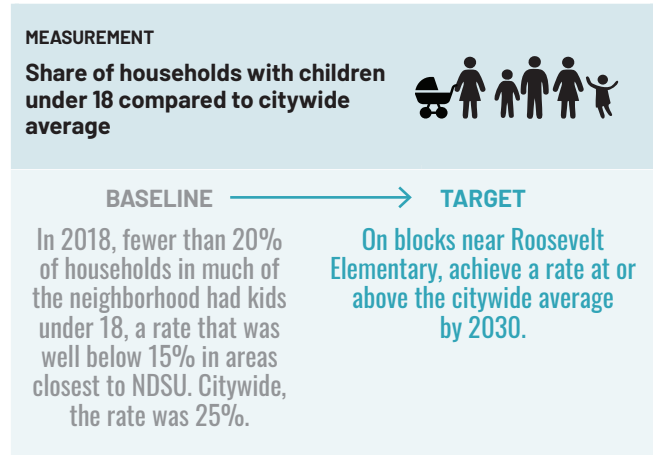 MEASUREMENT
Share of households with children
under 18 compared to citywide
average
BASELINE
TARGET
In 2018, fewer than 20%
of households in much of
the neighborhood had kids
under 18, a rate that was
well below 15% in areas
closest to NDSU. Citywide,
the rate was 25%.
On blocks near Roosevelt
Elementary, achieve a rate at or
above the citywide average
by 2030.